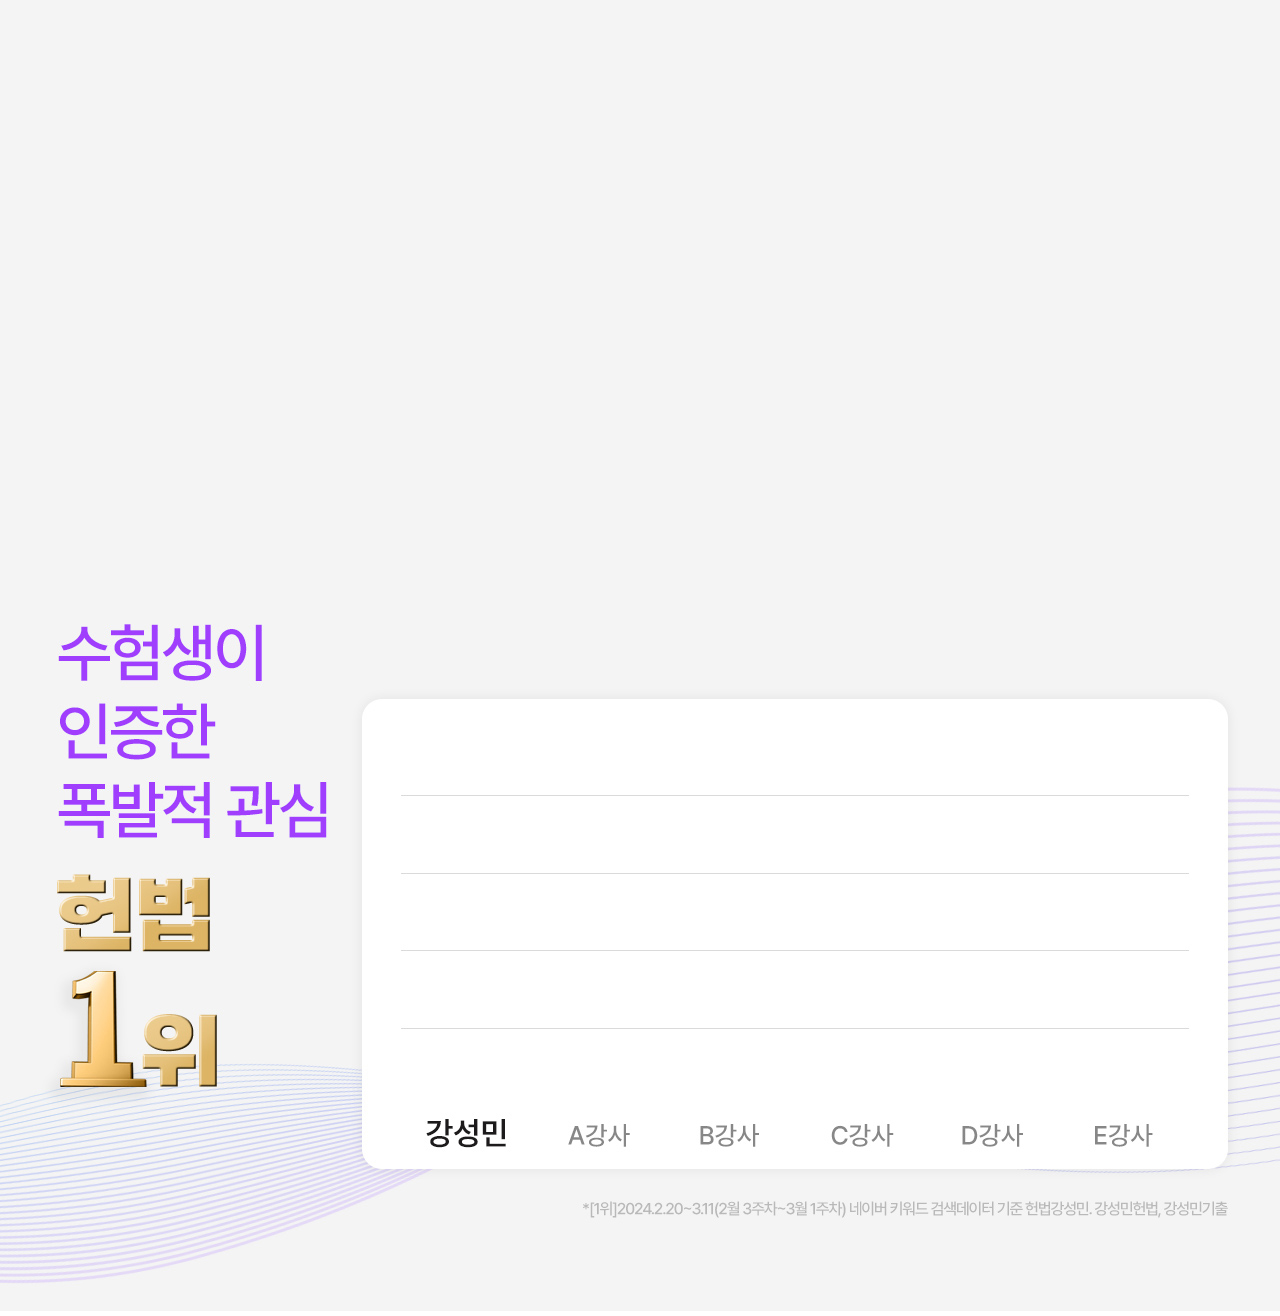 수험생이
인증한
폭발적 관심
헌법
1위
강성민 A강사 B강사 C강사 D강사 E강사
*[1위]2024.2.20~3.11(2월 3주차~3월 1주차) 네이버 키워드 검색데이터 기준 헌법강성민. 강성민헌법, 강성민기출